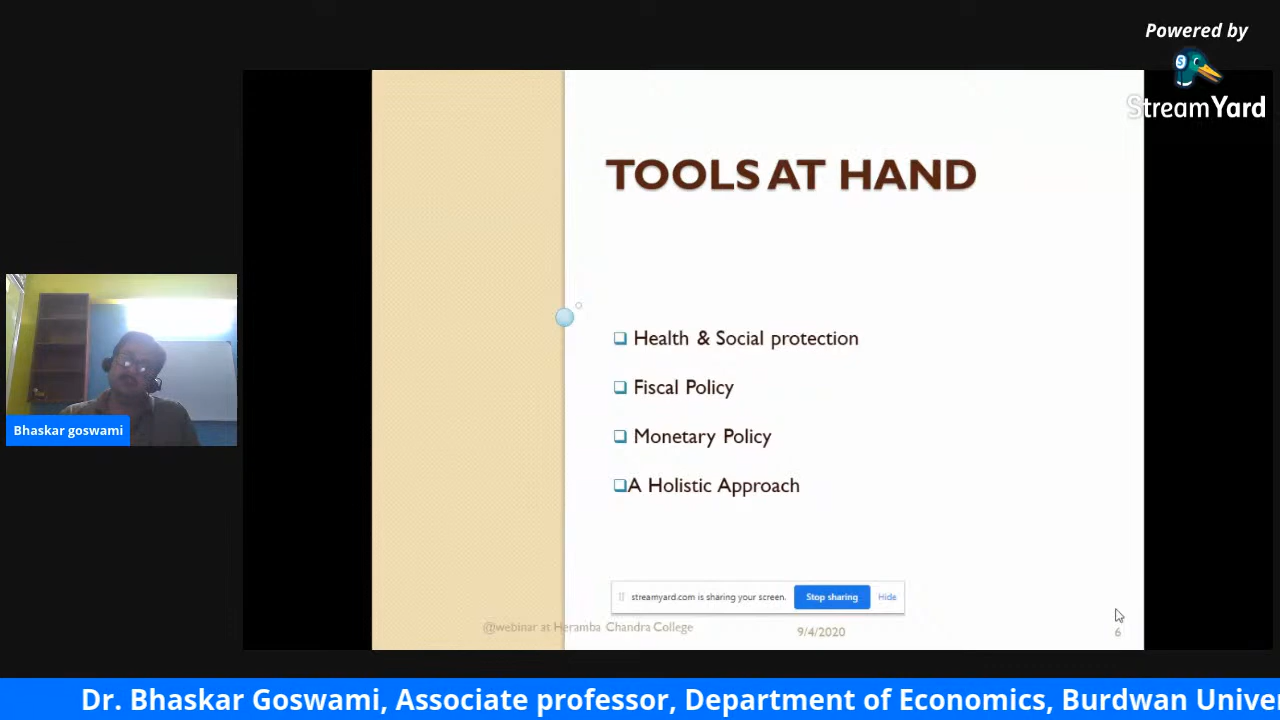 Powered by
StreamYard
TOOLS AT HAND
Health & Social protection
Fiscal Policy
Monetary Policy
A Holistic Approach
Bhaskar goswami
streamyard.com is sharing your screen. Stop sharing Hide
@webinar at Heramba Chandra College 9/4/2020 6
Dr. Bhaskar Goswami, Associate professor, Department of Economics, Burdwan Unive